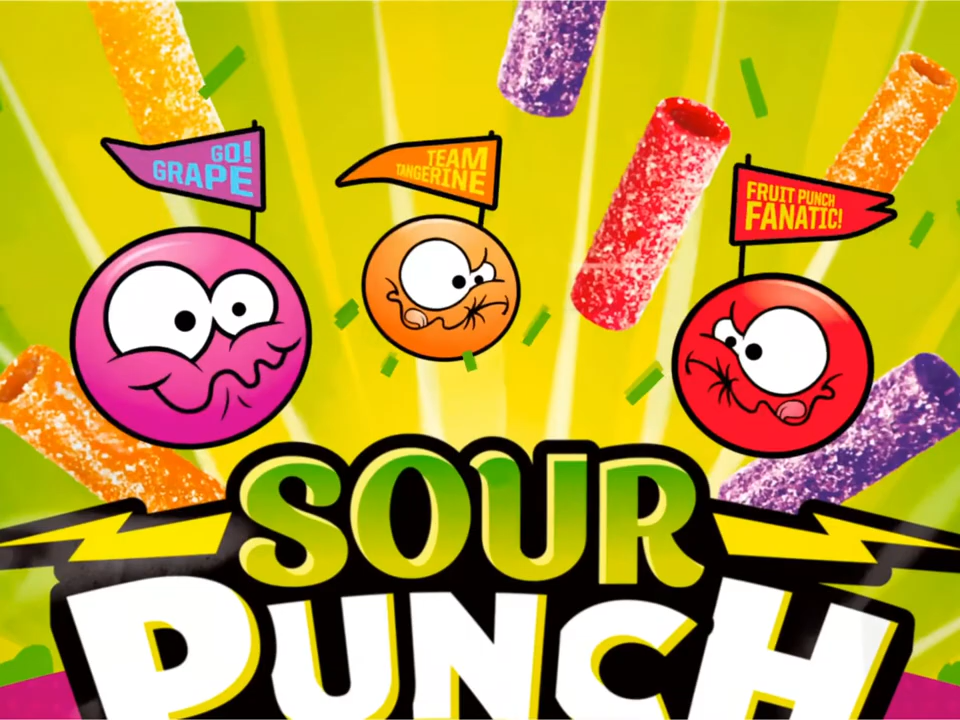 GO!
GRAPE
TEAM
TANGERINE
FRUIT PUNCH
FANATIC!
SOUR
PUNCH